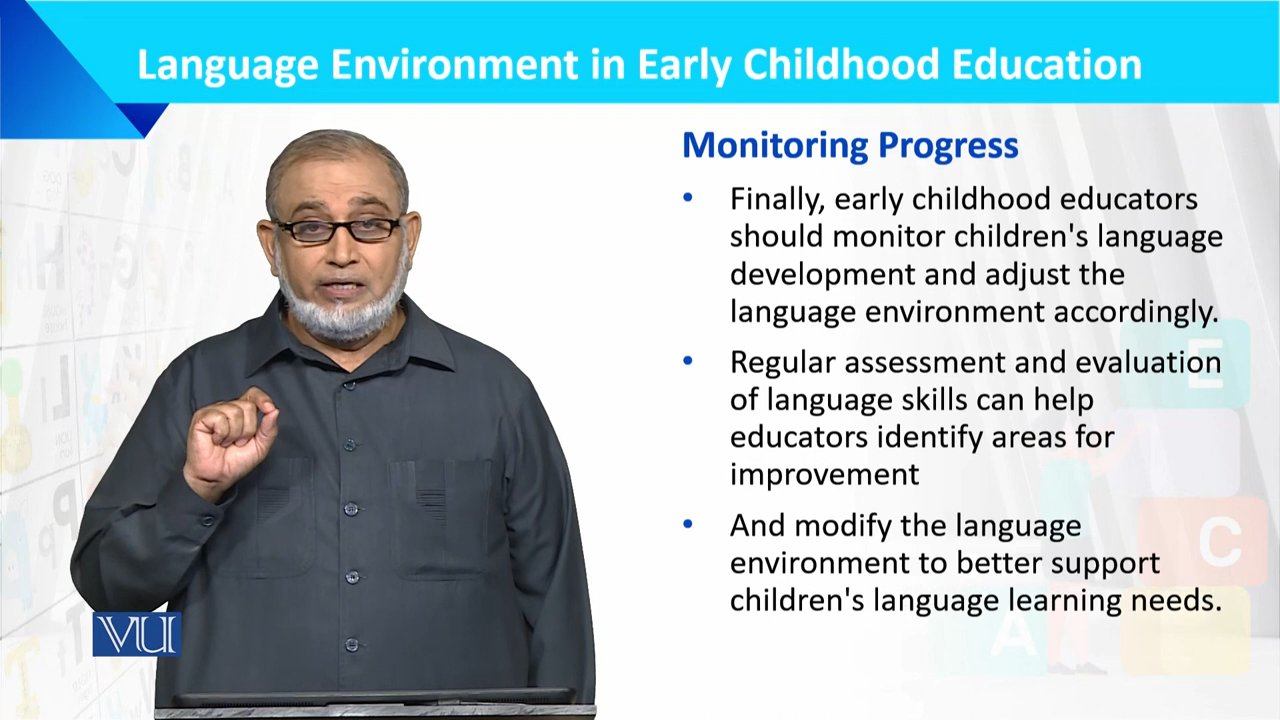 Language Environment in Early Childhood Education
Monitoring Progress
• Finally, early childhood educators
should monitor children's language
development and adjust the
language environment accordingly.
• Regular assessment and evaluation
of language skills can help
educators identify areas for
improvement
• And modify the language
environment to better support
children's language learning needs.
VU
E
C
A